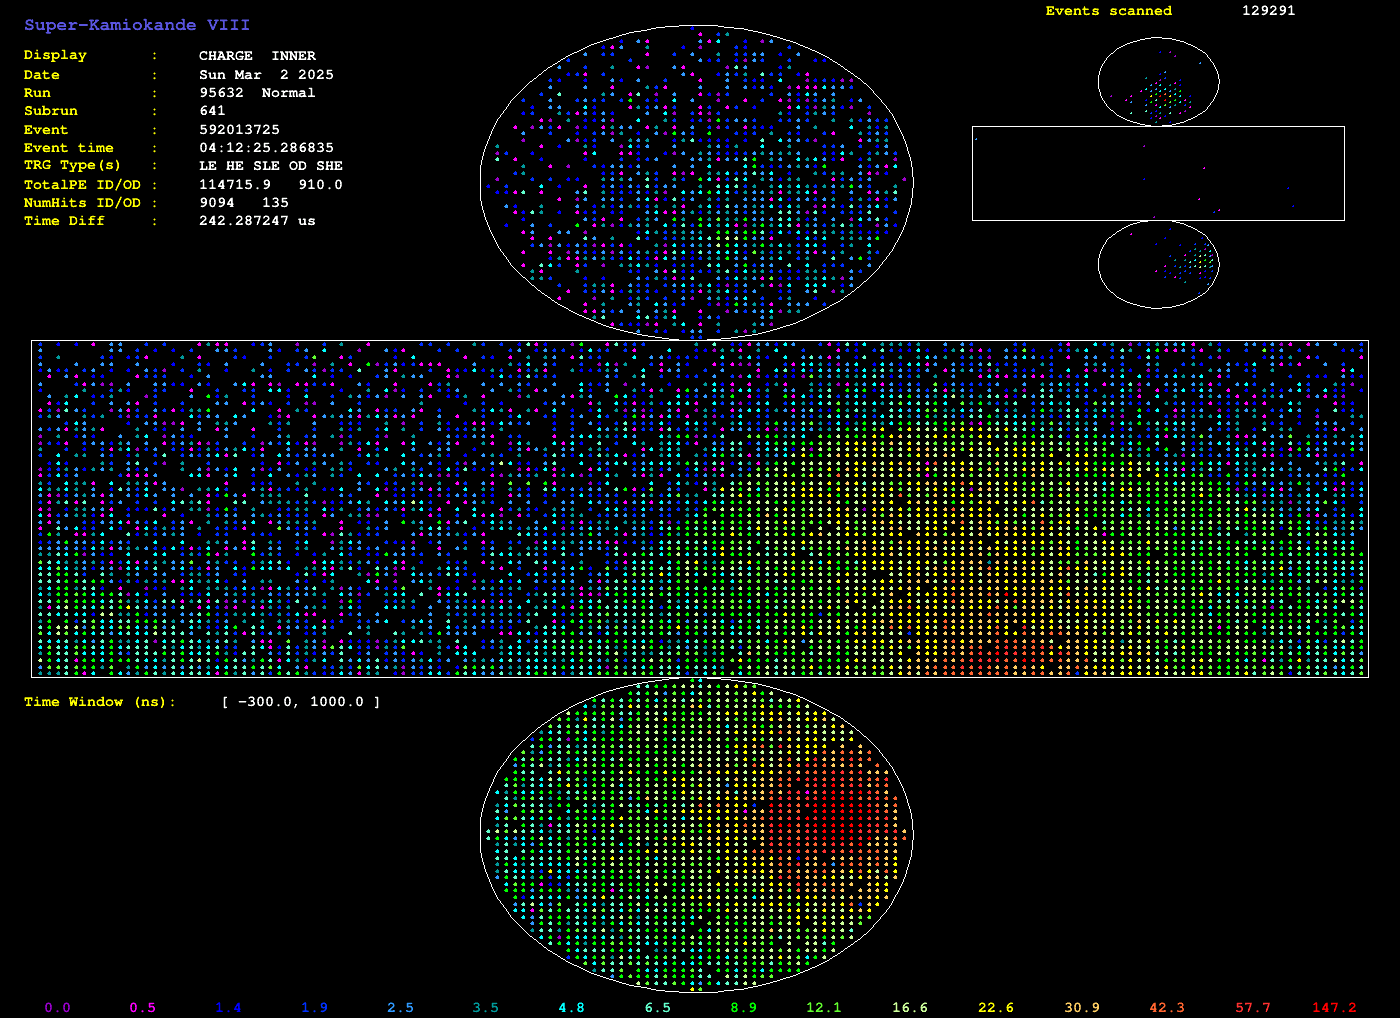 Super-Kamiokande VIII
Events scanned 129291
Display : CHARGE INNER
Date : Sun Mar 2 2025
Run : 95632 Normal
Subrun : 641
Event : 592013725
Event time : 04:12:25.286835
TRG Type(s) : LE HE SLE OD SHE
TotalPE ID/OD : 114715.9 910.0
NumHits ID/OD : 9094 135
Time Diff : 242.287247 us
Time Window (ns): [ -300.0, 1000.0 ]
0.0 0.5 1.4 1.9 2.5 3.5 4.8 6.5 8.9 12.1 16.6 22.6 30.9 42.3 57.7 147.2